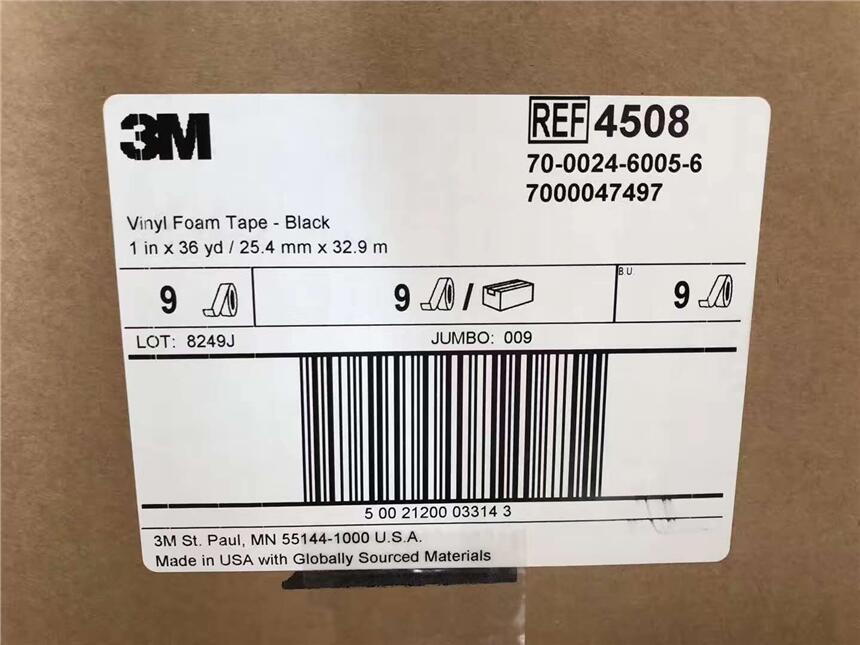 3M
REF 4508
70-0024-6005-6
7000047497
Vinyl Foam Tape - Black
1 in x 36 yd / 25.4 mm x 32.9 m
9
9 /
B.U.
9
LOT: 8249J
JUMBO: 009
5 00 21200 03314 3
3M St. Paul, MN 55144-1000 U.S.A.
Made in USA with Globally Sourced Materials